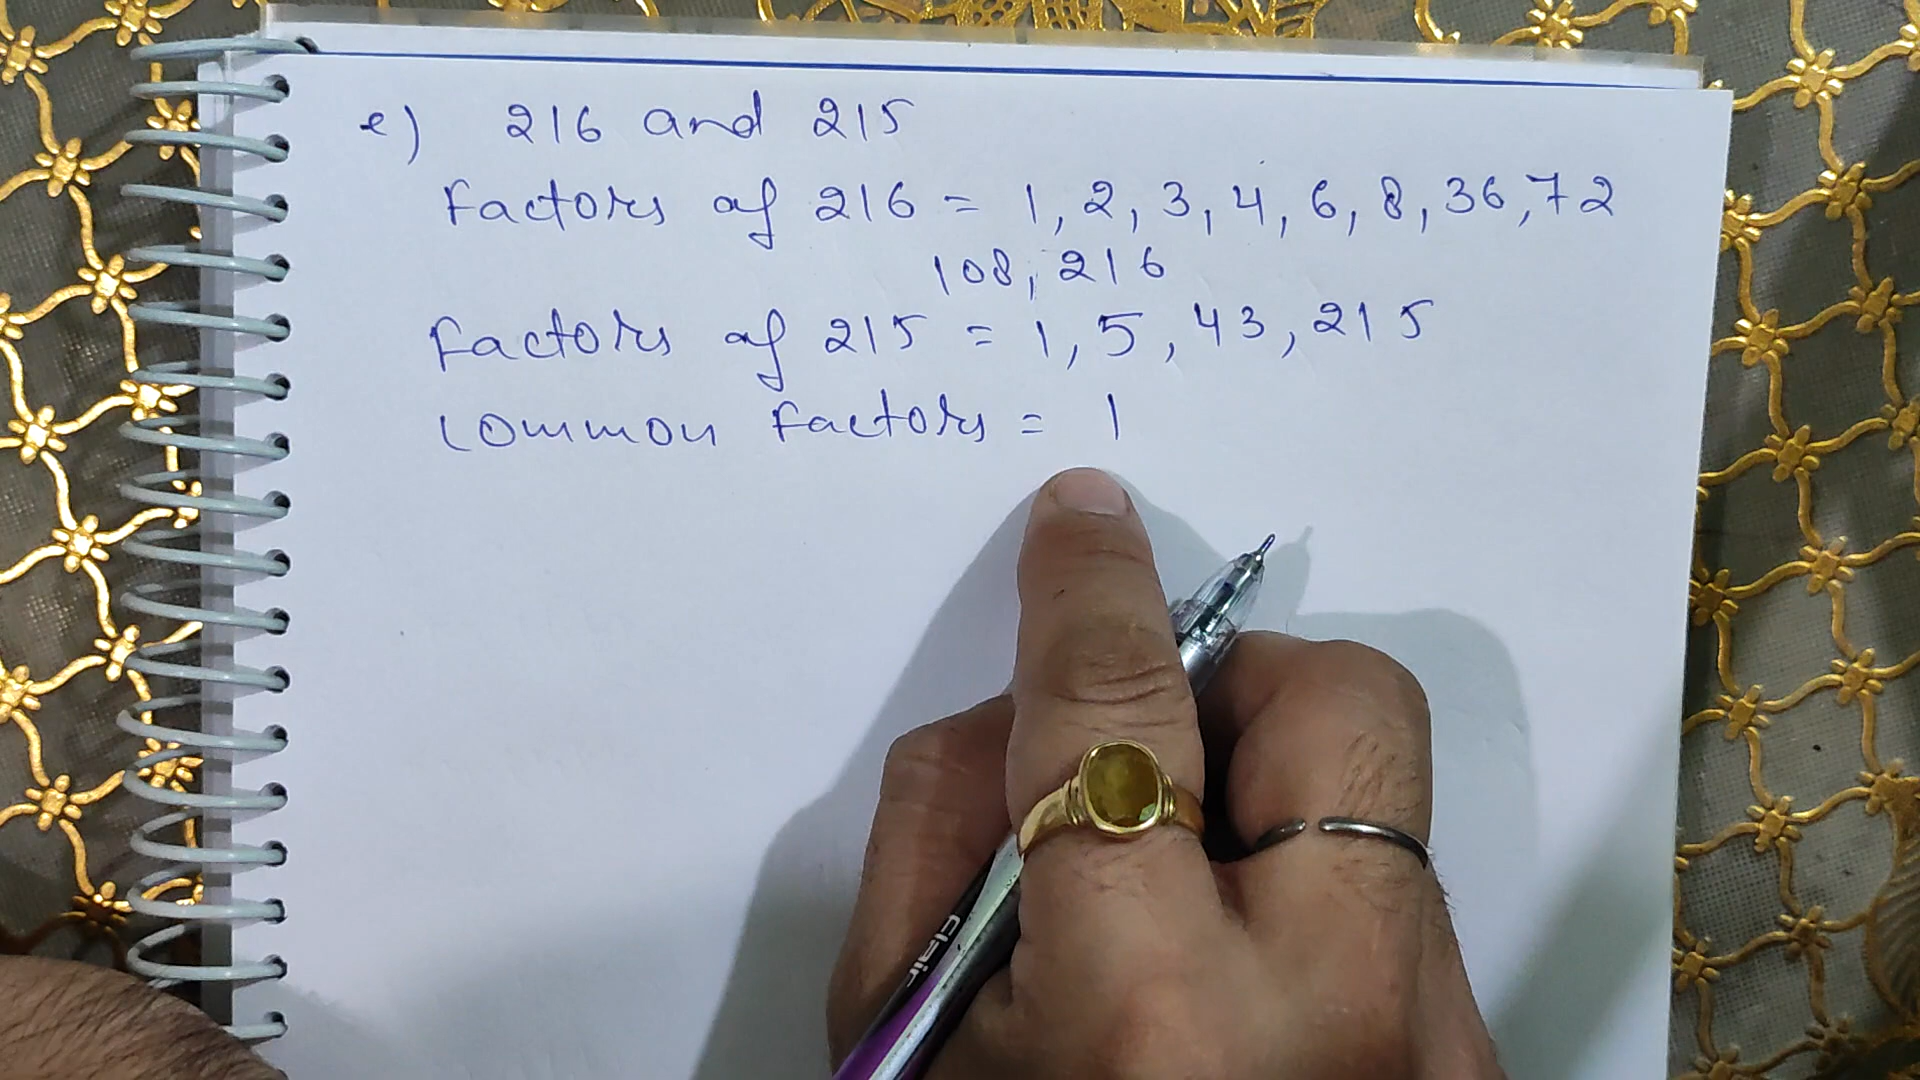 e) 216 and 215
Factors of 216 = 1, 2, 3, 4, 6, 8, 36, 72
108, 216
Factors of 215 = 1, 5, 43, 215
Common Factors = 1
Flair